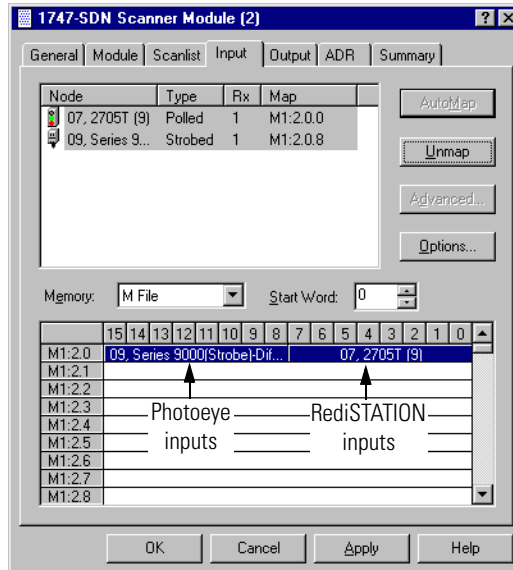 1747-SDN Scanner Module (2)
General Module Scanlist Input Output ADR Summary
Node Type Rx Map
07, 2705T (9) Polled 1 M1:2.0.0
09, Series 9... Strobed 1 M1:2.0.8
AutoMap
Unmap
Advanced...
Options...
Memory: M File Start Word: 0
15 14 13 12 11 10 9 8 7 6 5 4 3 2 1 0
M1:2.0 09, Series 9000(Strobe)-Dif... 07, 2705T (9)
M1:2.1
M1:2.2
M1:2.3
M1:2.4
M1:2.5
M1:2.6
M1:2.7
M1:2.8
Photoeye inputs
RediSTATION inputs
OK Cancel Apply Help